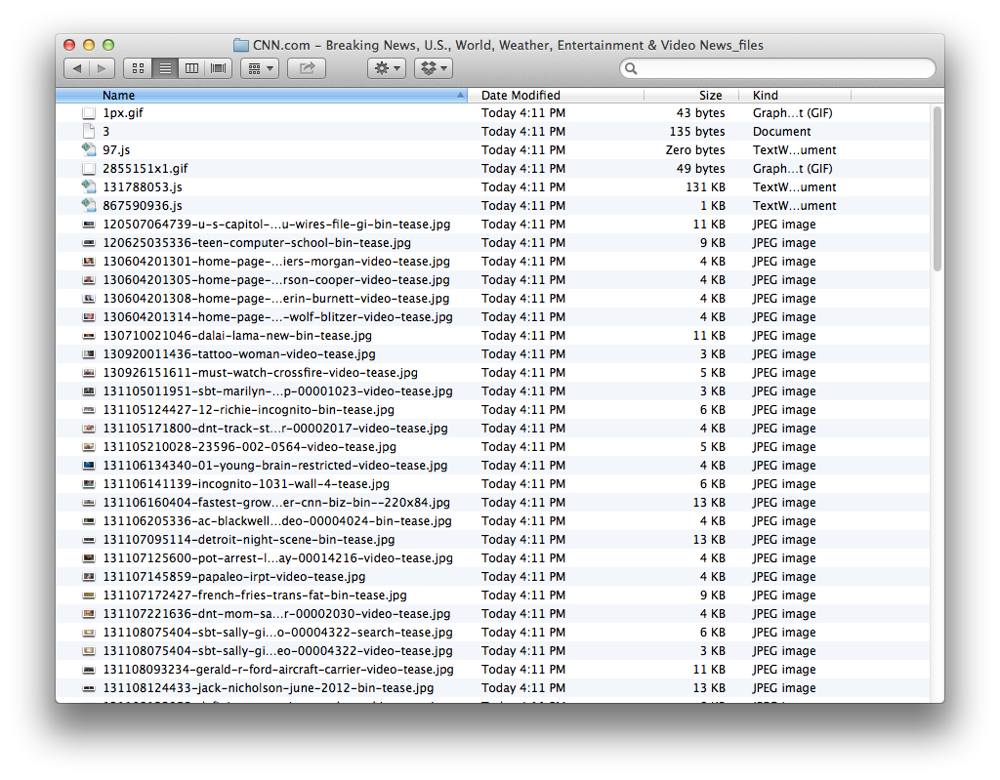 CNN.com – Breaking News, U.S., World, Weather, Entertainment & Video News_files
Name Date Modified Size Kind
1px.gif Today 4:11 PM 43 bytes Graph...t (GIF)
3 Today 4:11 PM 135 bytes Document
97.js Today 4:11 PM Zero bytes TextW...ument
2855151x1.gif Today 4:11 PM 49 bytes Graph...t (GIF)
131788053.js Today 4:11 PM 131 KB TextW...ument
867590936.js Today 4:11 PM 1 KB TextW...ument
120507064739-u-s-capitol-...u-wires-file-gi-bin-tease.jpg Today 4:11 PM 11 KB JPEG image
120625035336-teen-computer-school-bin-tease.jpg Today 4:11 PM 9 KB JPEG image
130604201301-home-page-...iers-morgan-video-tease.jpg Today 4:11 PM 4 KB JPEG image
130604201305-home-page-...rson-cooper-video-tease.jpg Today 4:11 PM 4 KB JPEG image
130604201308-home-page-...erin-burnett-video-tease.jpg Today 4:11 PM 4 KB JPEG image
130604201314-home-page-...-wolf-blitzer-video-tease.jpg Today 4:11 PM 4 KB JPEG image
130710021046-dalai-lama-new-bin-tease.jpg Today 4:11 PM 11 KB JPEG image
130920011436-tattoo-woman-video-tease.jpg Today 4:11 PM 3 KB JPEG image
130926151611-must-watch-crossfire-video-tease.jpg Today 4:11 PM 5 KB JPEG image
131105011951-sbt-marilyn-...p-00001023-video-tease.jpg Today 4:11 PM 3 KB JPEG image
131105124427-12-richie-incognito-bin-tease.jpg Today 4:11 PM 6 KB JPEG image
131105171800-dnt-track-st...r-00002017-video-tease.jpg Today 4:11 PM 4 KB JPEG image
131105210028-23596-002-0564-video-tease.jpg Today 4:11 PM 5 KB JPEG image
131106134340-01-young-brain-restricted-video-tease.jpg Today 4:11 PM 4 KB JPEG image
131106141139-incognito-1031-wall-4-tease.jpg Today 4:11 PM 6 KB JPEG image
131106160404-fastest-grow...er-cnn-biz-bin--220x84.jpg Today 4:11 PM 13 KB JPEG image
131106205336-ac-blackwell...deo-00004024-bin-tease.jpg Today 4:11 PM 4 KB JPEG image
131107095114-detroit-night-scene-bin-tease.jpg Today 4:11 PM 13 KB JPEG image
131107125600-pot-arrest-l...ay-00014216-video-tease.jpg Today 4:11 PM 4 KB JPEG image
131107145859-papaleo-irpt-video-tease.jpg Today 4:11 PM 4 KB JPEG image
131107172427-french-fries-trans-fat-bin-tease.jpg Today 4:11 PM 9 KB JPEG image
131107221636-dnt-mom-sa...r-00002030-video-tease.jpg Today 4:11 PM 4 KB JPEG image
131108075404-sbt-sally-gi...o-00004322-search-tease.jpg Today 4:11 PM 6 KB JPEG image
131108075404-sbt-sally-gi...eo-00004322-video-tease.jpg Today 4:11 PM 3 KB JPEG image
131108093234-gerald-r-ford-aircraft-carrier-video-tease.jpg Today 4:11 PM 11 KB JPEG image
131108124433-jack-nicholson-june-2012-bin-tease.jpg Today 4:11 PM 13 KB JPEG image